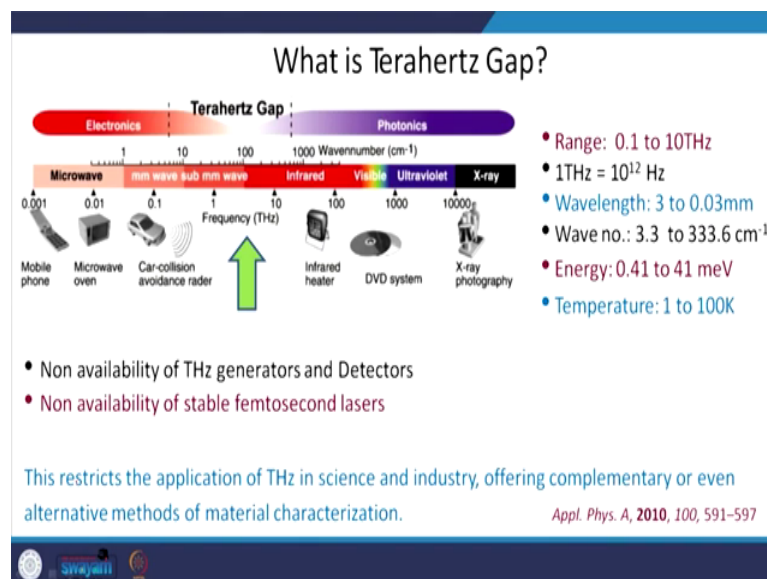 What is Terahertz Gap?
Terahertz Gap
Electronics
Photonics
1 10 100 1000 Wavennumber (cm-1)
Microwave mm wave sub mm wave Infrared Visible Ultraviolet X-ray
0.001 0.01 0.1 1 10 100 1000 10000
Frequency (THz)
Mobile phone
Microwave oven
Car-collision
avoidance rader
Infrared
heater
DVD system
X-ray
photography
• Range: 0.1 to 10THz
• 1THz = 10¹² Hz
• Wavelength: 3 to 0.03mm
• Wave no.: 3.3 to 333.6 cm-1
• Energy: 0.41 to 41 meV
• Temperature: 1 to 100K
• Non availability of THz generators and Detectors
• Non availability of stable femtosecond lasers
This restricts the application of THz in science and industry, offering complementary or even
alternative methods of material characterization.
Appl. Phys. A, 2010, 100, 591–597
swayam